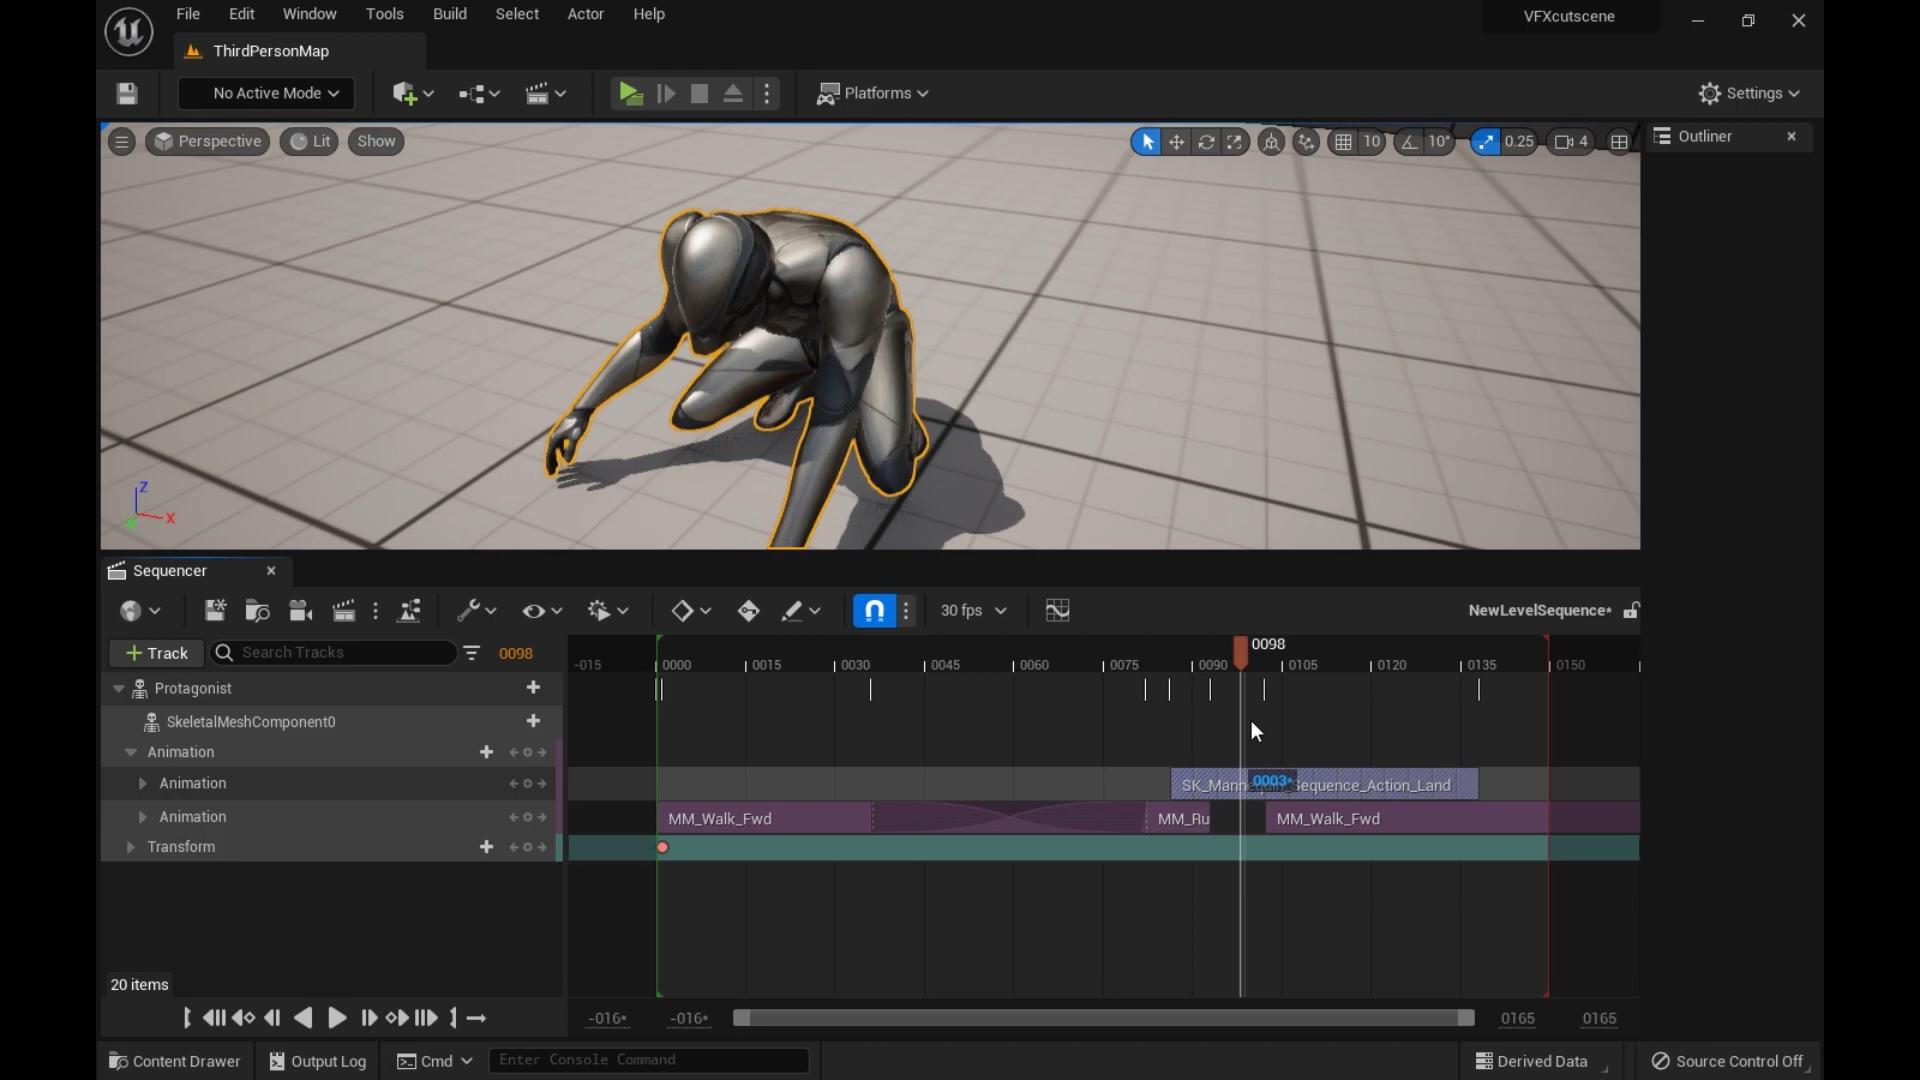 File Edit Window Tools Build Select Actor Help
VFXcutscene
ThirdPersonMap
No Active Mode
Platforms
Settings
Perspective Lit Show
10 10° 0.25 4
Outliner
Z
X
Sequencer
30 fps
NewLevelSequence*
Track
Search Tracks
0098
0098
-015 0000 0015 0030 0045 0060 0075 0090 0105 0120 0135 0150
Protagonist
SkeletalMeshComponent0
Animation
Animation
0003*
Sequence_Action_Land
Animation
MM_Walk_Fwd
MM_Ru
MM_Walk_Fwd
Transform
20 items
-016* -016* 0165 0165
Content Drawer Output Log Cmd Enter Console Command Derived Data Source Control Off